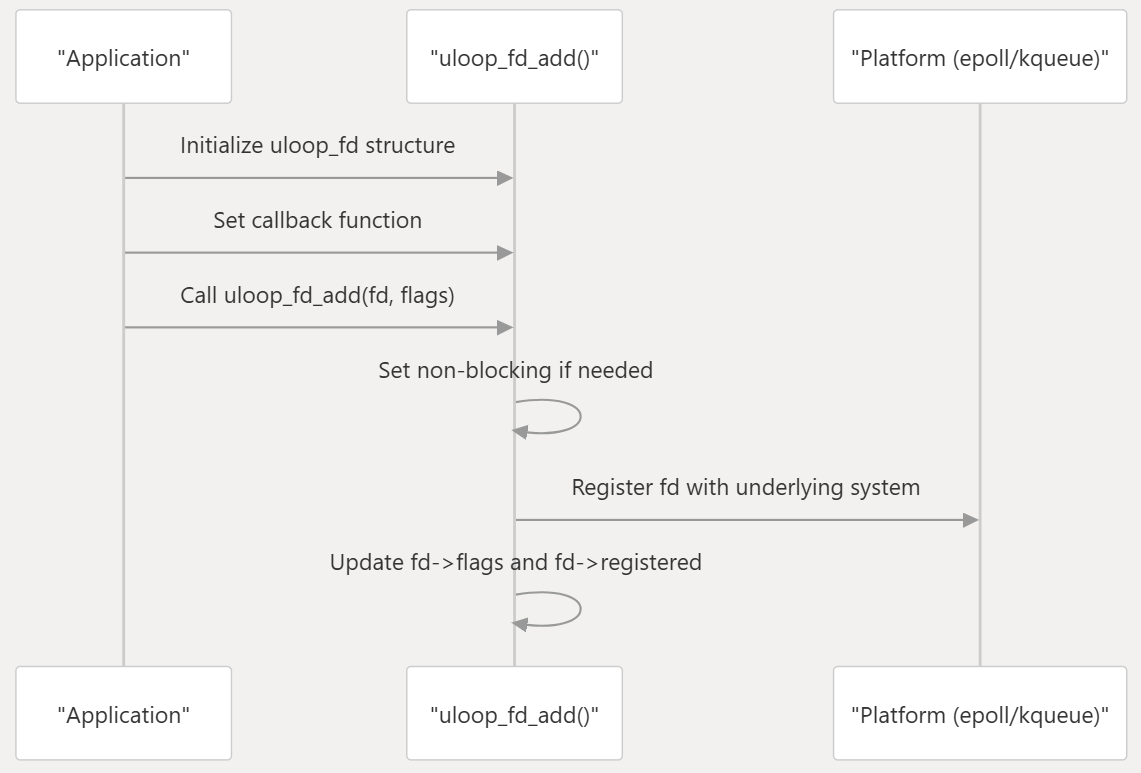 "Application"
"uloop_fd_add()"
"Platform (epoll/kqueue)"
Initialize uloop_fd structure
Set callback function
Call uloop_fd_add(fd, flags)
Set non-blocking if needed
Register fd with underlying system
Update fd->flags and fd->registered
"Application"
"uloop_fd_add()"
"Platform (epoll/kqueue)"